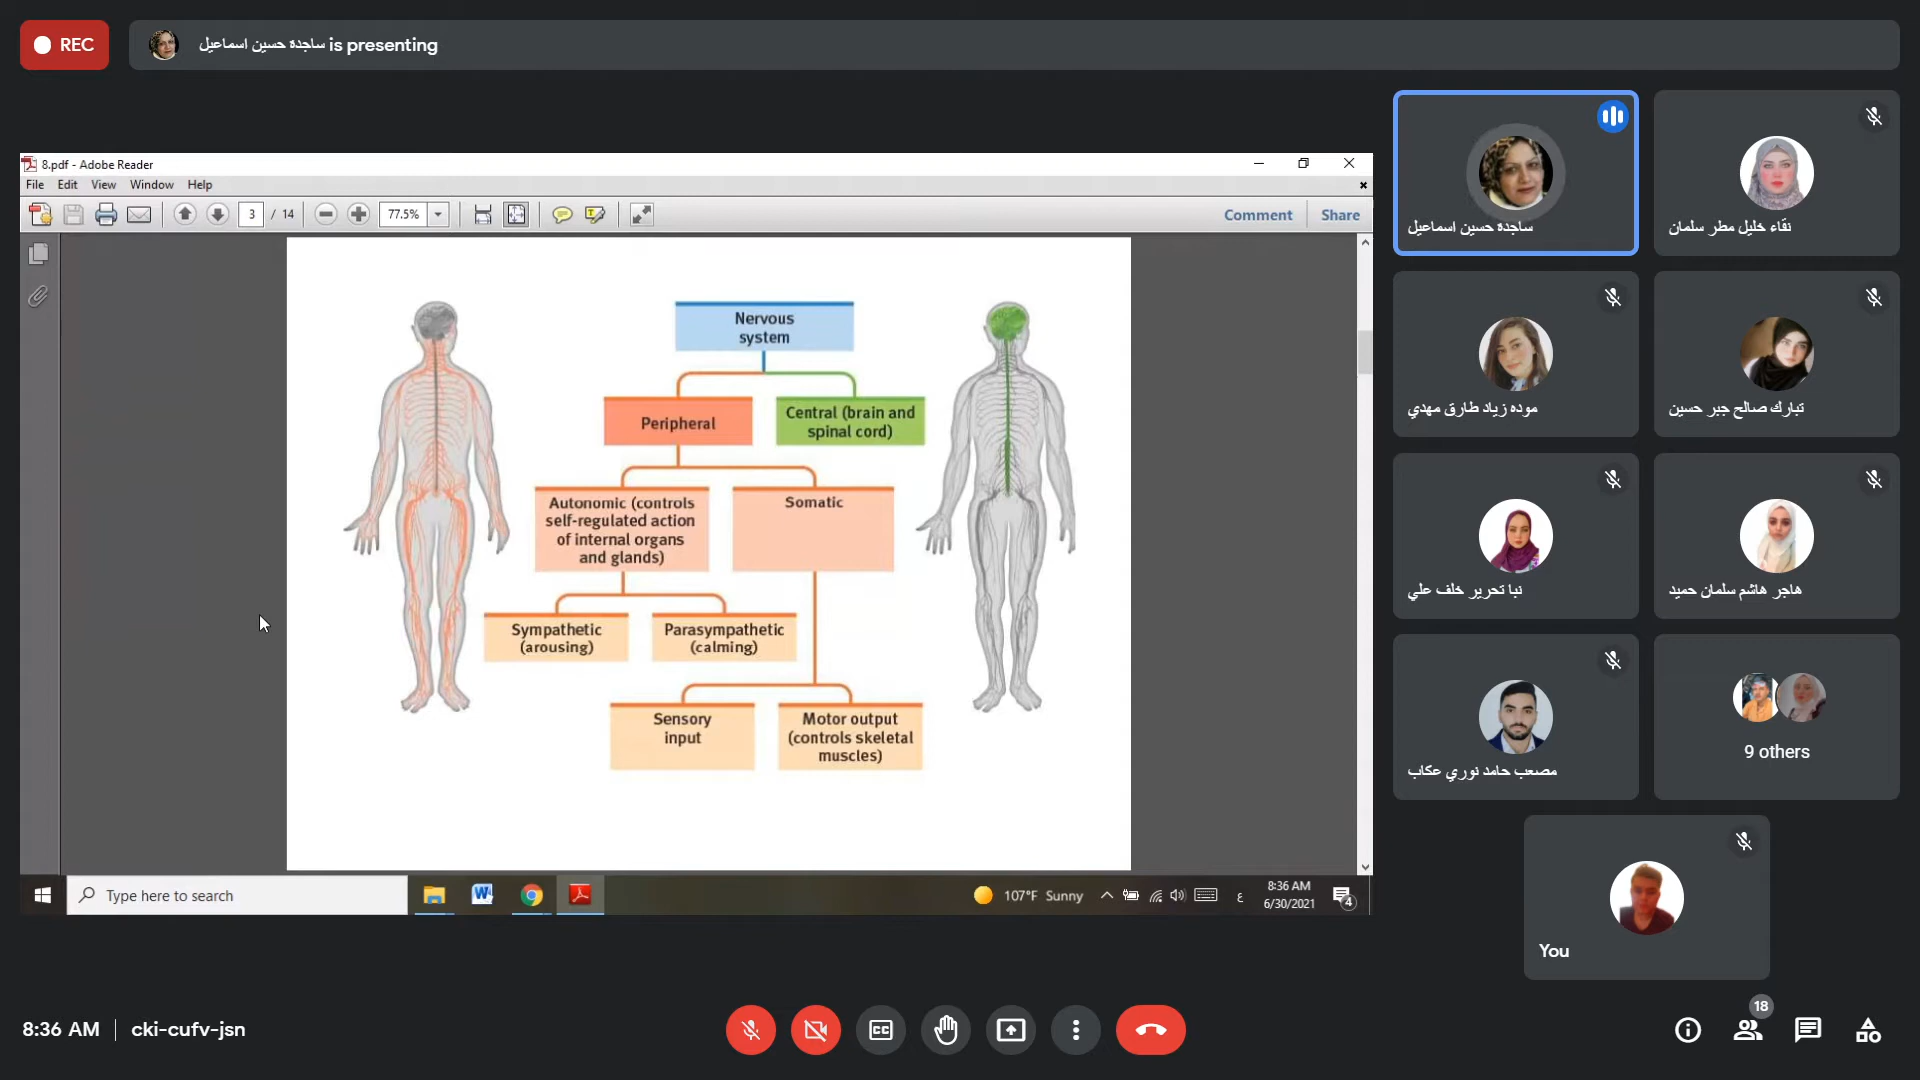 REC
ساجدة حسين اسماعيل is presenting
8.pdf - Adobe Reader
File Edit View Window Help
3 / 14
77.5%
Comment Share
Nervous
system
Peripheral
Central (brain and
spinal cord)
Autonomic (controls
self-regulated action
of internal organs
and glands)
Somatic
Sympathetic
(arousing)
Parasympathetic
(calming)
Sensory
input
Motor output
(controls skeletal
muscles)
Type here to search
107°F Sunny
ع
8:36 AM
6/30/2021
4
ساجدة حسين اسماعيل
نقاء خليل مطر سلمان
موده زياد طارق مهدي
تبارك صالح جبر حسين
نبا تحرير خلف علي
هاجر هاشم سلمان حميد
مصعب حامد نوري عكاب
9 others
You
8:36 AM | cki-cufv-jsn
CC
18